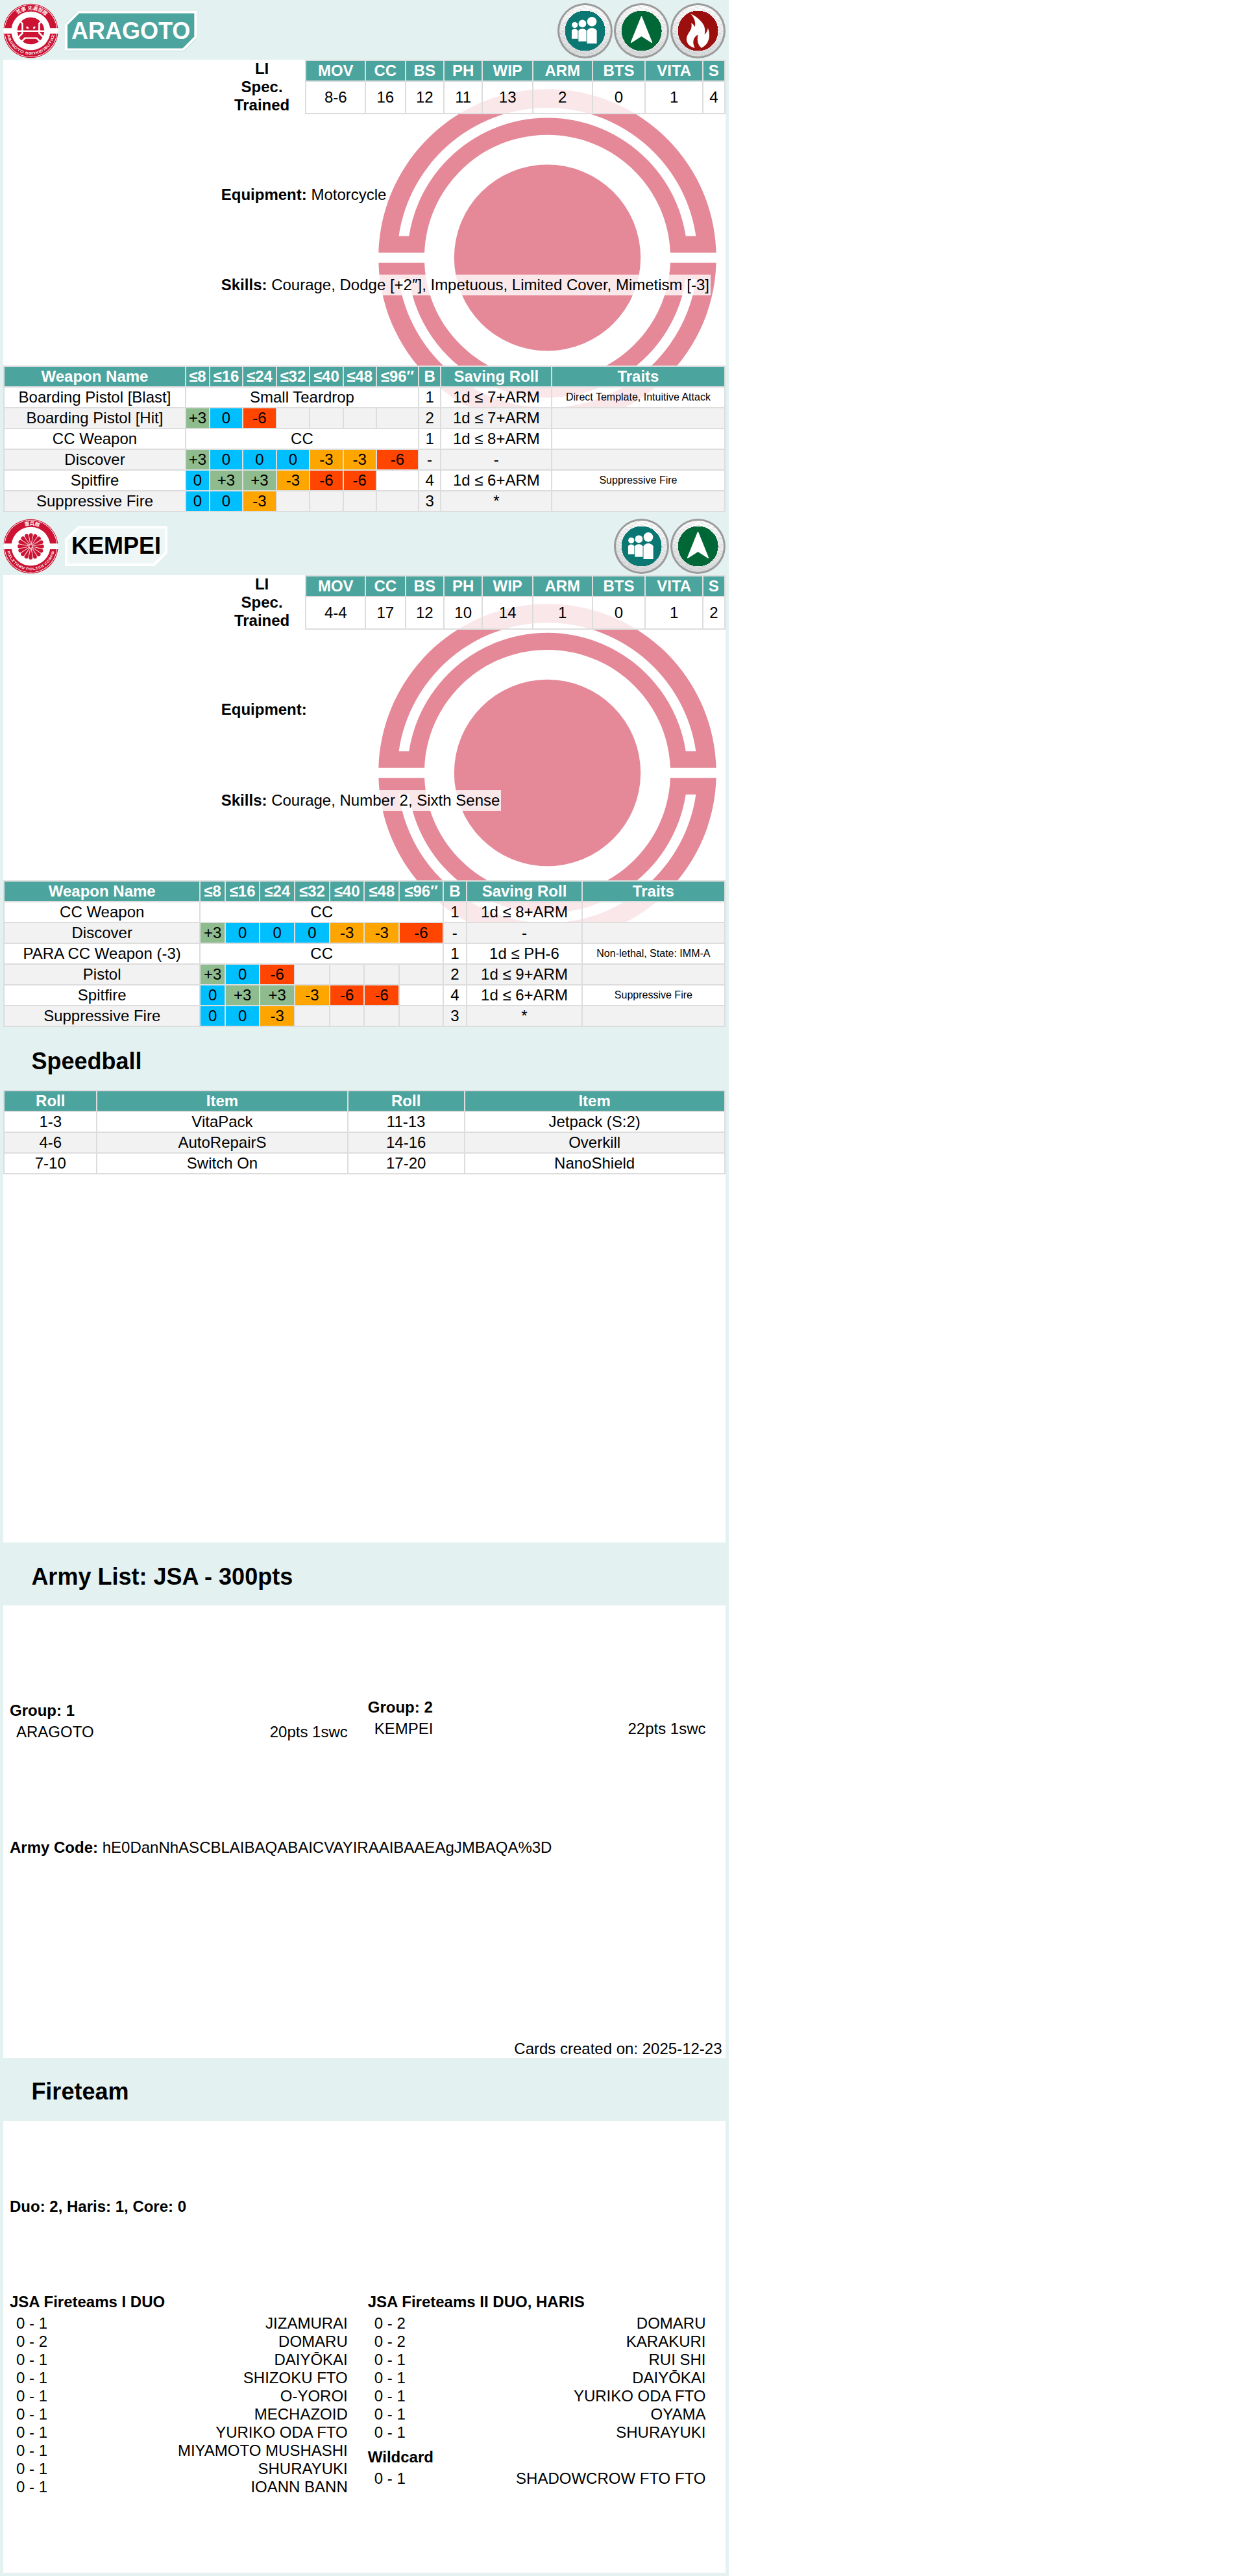 ARAGOTO
LI
Spec.
Trained
MOV CC BS PH WIP ARM BTS VITA S
8-6 16 12 11 13 2 0 1 4
Equipment: Motorcycle
Skills: Courage, Dodge [+2″], Impetuous, Limited Cover, Mimetism [-3]
Weapon Name ≤8 ≤16 ≤24 ≤32 ≤40 ≤48 ≤96″ B Saving Roll Traits
Boarding Pistol [Blast] Small Teardrop 1 1d ≤ 7+ARM Direct Template, Intuitive Attack
Boarding Pistol [Hit] +3 0 -6 2 1d ≤ 7+ARM
CC Weapon CC 1 1d ≤ 8+ARM
Discover +3 0 0 0 -3 -3 -6 - -
Spitfire 0 +3 +3 -3 -6 -6 4 1d ≤ 6+ARM Suppressive Fire
Suppressive Fire 0 0 -3 3 *
KEMPEI
LI
Spec.
Trained
MOV CC BS PH WIP ARM BTS VITA S
4-4 17 12 10 14 1 0 1 2
Equipment:
Skills: Courage, Number 2, Sixth Sense
Weapon Name ≤8 ≤16 ≤24 ≤32 ≤40 ≤48 ≤96″ B Saving Roll Traits
CC Weapon CC 1 1d ≤ 8+ARM
Discover +3 0 0 0 -3 -3 -6 - -
PARA CC Weapon (-3) CC 1 1d ≤ PH-6 Non-lethal, State: IMM-A
Pistol +3 0 -6 2 1d ≤ 9+ARM
Spitfire 0 +3 +3 -3 -6 -6 4 1d ≤ 6+ARM Suppressive Fire
Suppressive Fire 0 0 -3 3 *
Speedball
Roll Item Roll Item
1-3 VitaPack 11-13 Jetpack (S:2)
4-6 AutoRepairS 14-16 Overkill
7-10 Switch On 17-20 NanoShield
Army List: JSA - 300pts
Group: 1
ARAGOTO 20pts 1swc
Group: 2
KEMPEI 22pts 1swc
Army Code: hE0DanNhASCBLAIBAQABAICVAYIRAAIBAAEAgJMBAQA%3D
Cards created on: 2025-12-23
Fireteam
Duo: 2, Haris: 1, Core: 0
JSA Fireteams I DUO
0 - 1 JIZAMURAI
0 - 2 DOMARU
0 - 1 DAIYŌKAI
0 - 1 SHIZOKU FTO
0 - 1 O-YOROI
0 - 1 MECHAZOID
0 - 1 YURIKO ODA FTO
0 - 1 MIYAMOTO MUSHASHI
0 - 1 SHURAYUKI
0 - 1 IOANN BANN
JSA Fireteams II DUO, HARIS
0 - 2 DOMARU
0 - 2 KARAKURI
0 - 1 RUI SHI
0 - 1 DAIYŌKAI
0 - 1 YURIKO ODA FTO
0 - 1 OYAMA
0 - 1 SHURAYUKI
Wildcard
0 - 1 SHADOWCROW FTO FTO